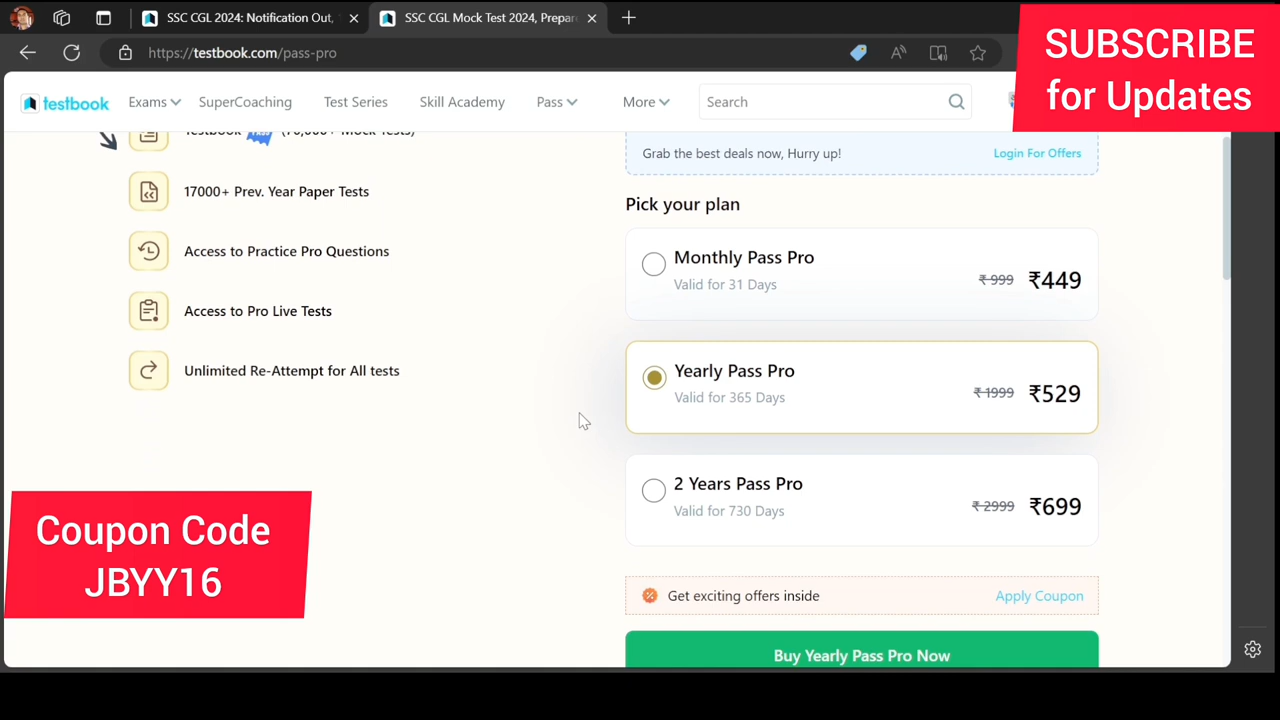 SSC CGL 2024: Notification Out,
SSC CGL Mock Test 2024, Prepar
https://testbook.com/pass-pro
SUBSCRIBE
for Updates
testbook
Exams
SuperCoaching
Test Series
Skill Academy
Pass
More
Search
Testbook
(70,000+ Mock Tests)
17000+ Prev. Year Paper Tests
Access to Practice Pro Questions
Access to Pro Live Tests
Unlimited Re-Attempt for All tests
Grab the best deals now, Hurry up!
Login For Offers
Pick your plan
Monthly Pass Pro
Valid for 31 Days
₹ 999 ₹449
Yearly Pass Pro
Valid for 365 Days
₹ 1999 ₹529
2 Years Pass Pro
Valid for 730 Days
₹ 2999 ₹699
Get exciting offers inside
Apply Coupon
Buy Yearly Pass Pro Now
Coupon Code
JBYY16